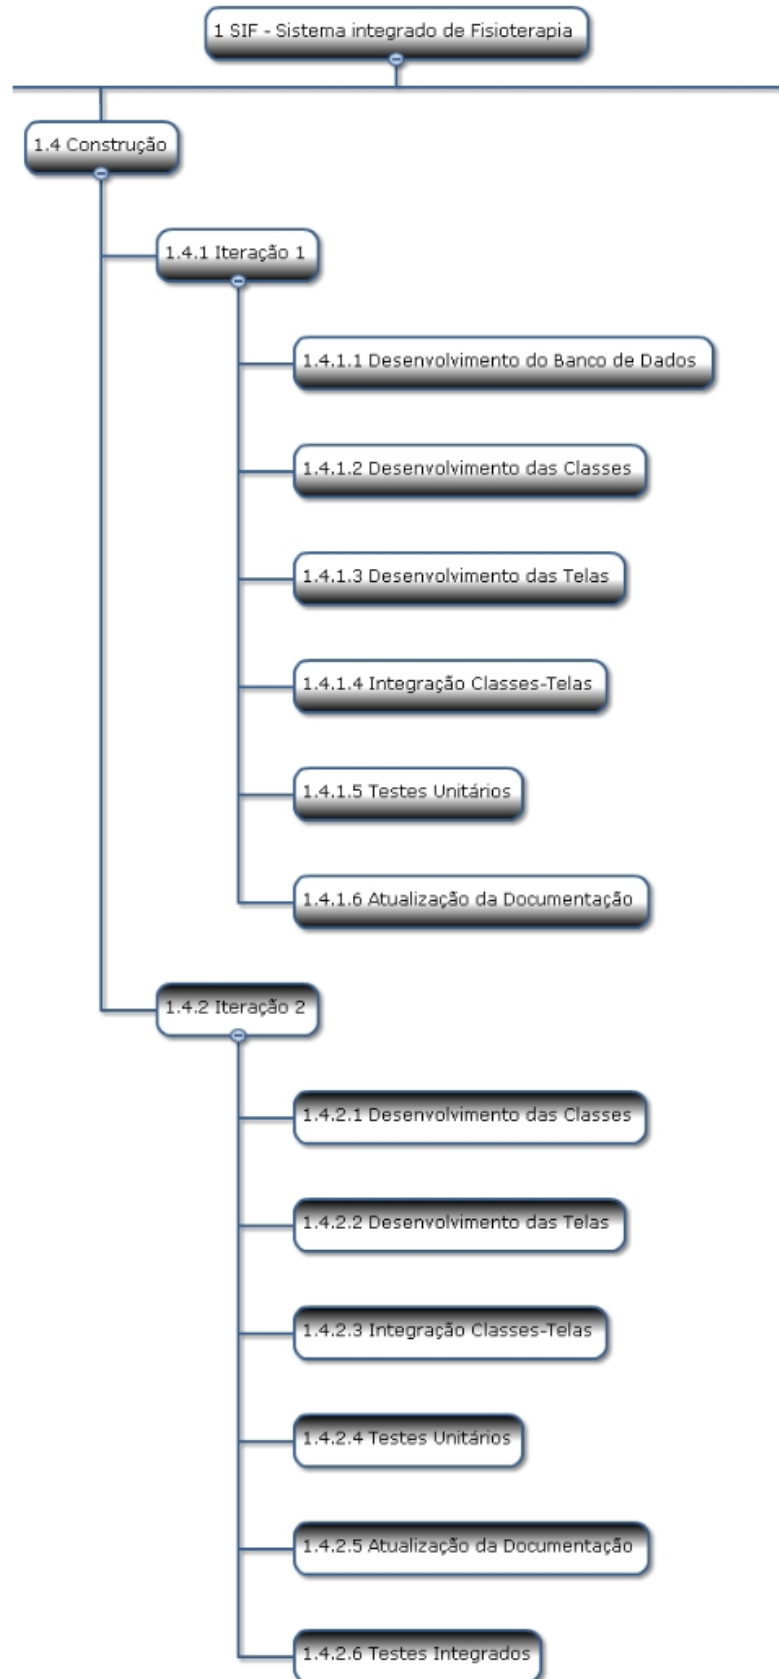 1 SIF - Sistema integrado de Fisioterapia
1.4 Construção
1.4.1 Iteração 1
1.4.1.1 Desenvolvimento do Banco de Dados
1.4.1.2 Desenvolvimento das Classes
1.4.1.3 Desenvolvimento das Telas
1.4.1.4 Integração Classes-Telas
1.4.1.5 Testes Unitários
1.4.1.6 Atualização da Documentação
1.4.2 Iteração 2
1.4.2.1 Desenvolvimento das Classes
1.4.2.2 Desenvolvimento das Telas
1.4.2.3 Integração Classes-Telas
1.4.2.4 Testes Unitários
1.4.2.5 Atualização da Documentação
1.4.2.6 Testes Integrados